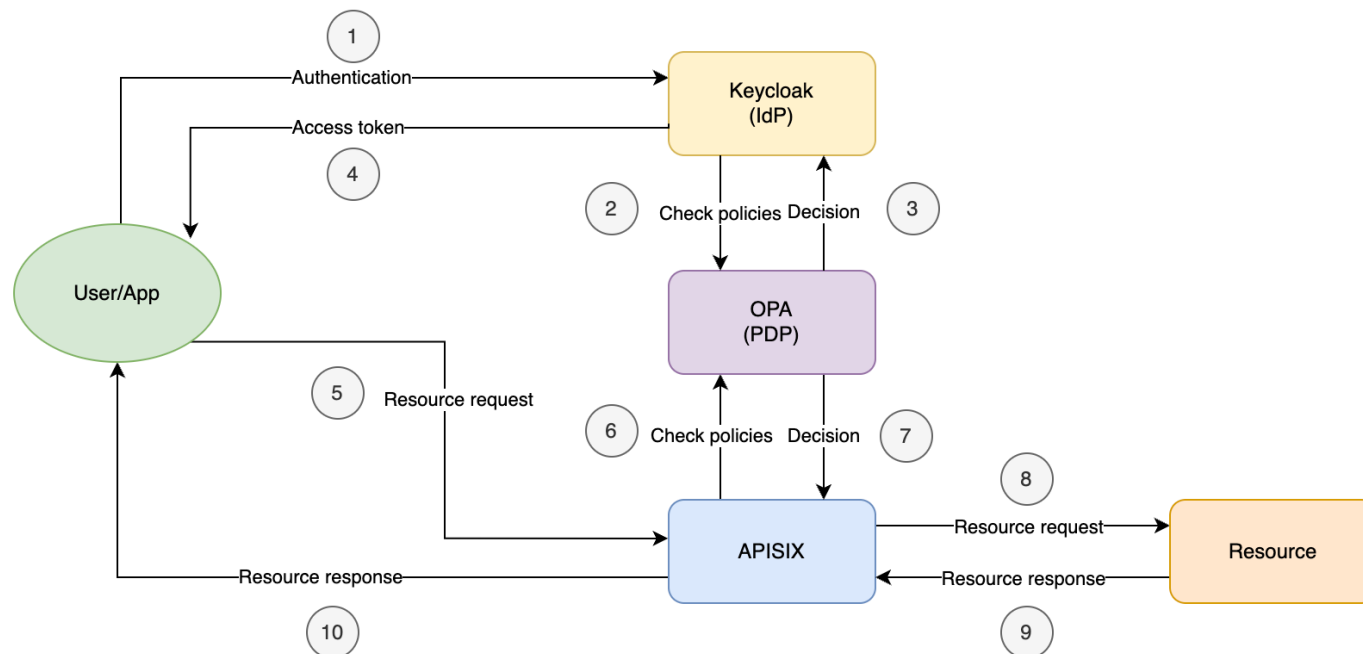 1
Authentication
Keycloak
(IdP)
Access token
4
2
Check policies
Decision
3
User/App
OPA
(PDP)
5
Resource request
6
Check policies
Decision
7
8
Resource request
APISIX
Resource
Resource response
Resource response
10
9